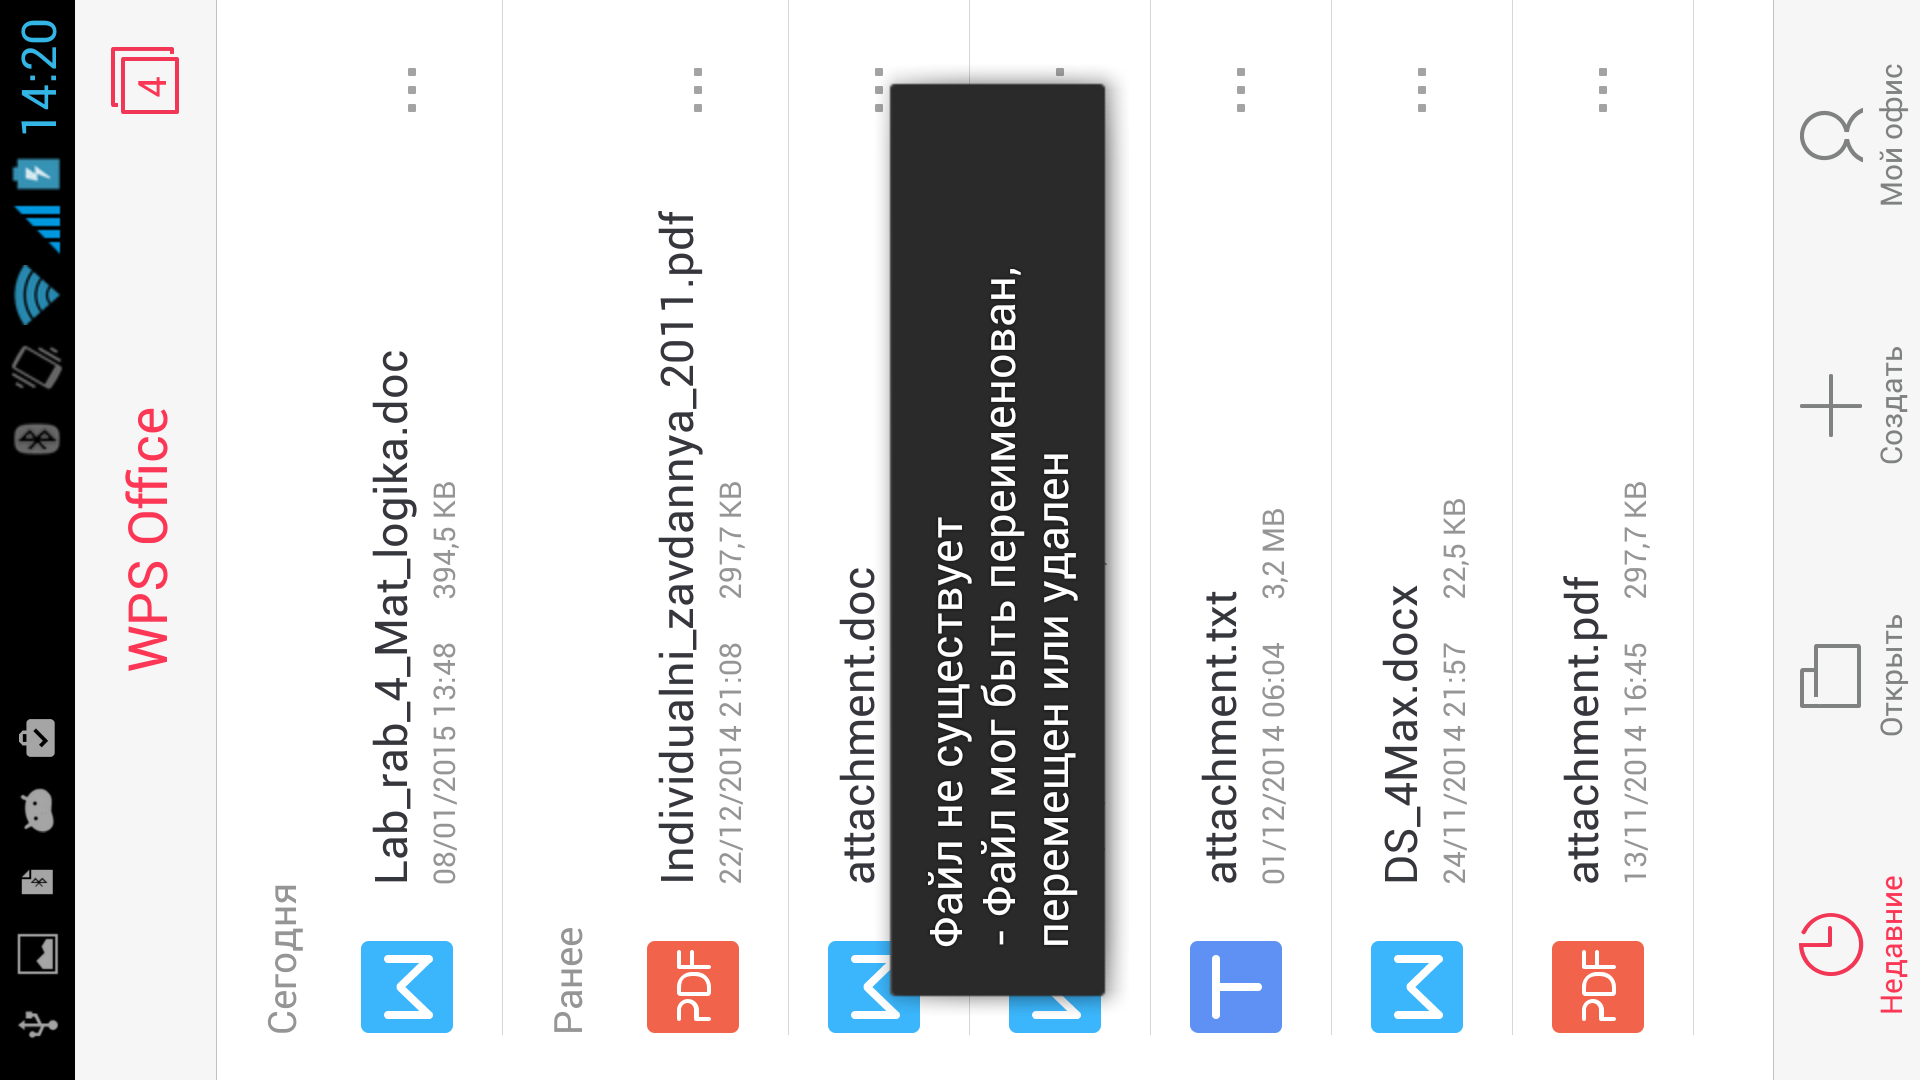 14:20
WPS Office
4
Сегодня
Lab_rab_4_Mat_logika.doc
08/01/2015 13:48 394,5 KB
Ранее
PDF
Individualni_zavdannya_2011.pdf
22/12/2014 21:08 297,7 KB
attachment.doc
Файл не существует
- Файл мог быть переименован,
перемещен или удален
T
attachment.txt
01/12/2014 06:04 3,2 MB
DS_4Max.docx
24/11/2014 21:57 22,5 KB
PDF
attachment.pdf
13/11/2014 16:45 297,7 KB
Недавние
Открыть
Создать
Мой офис